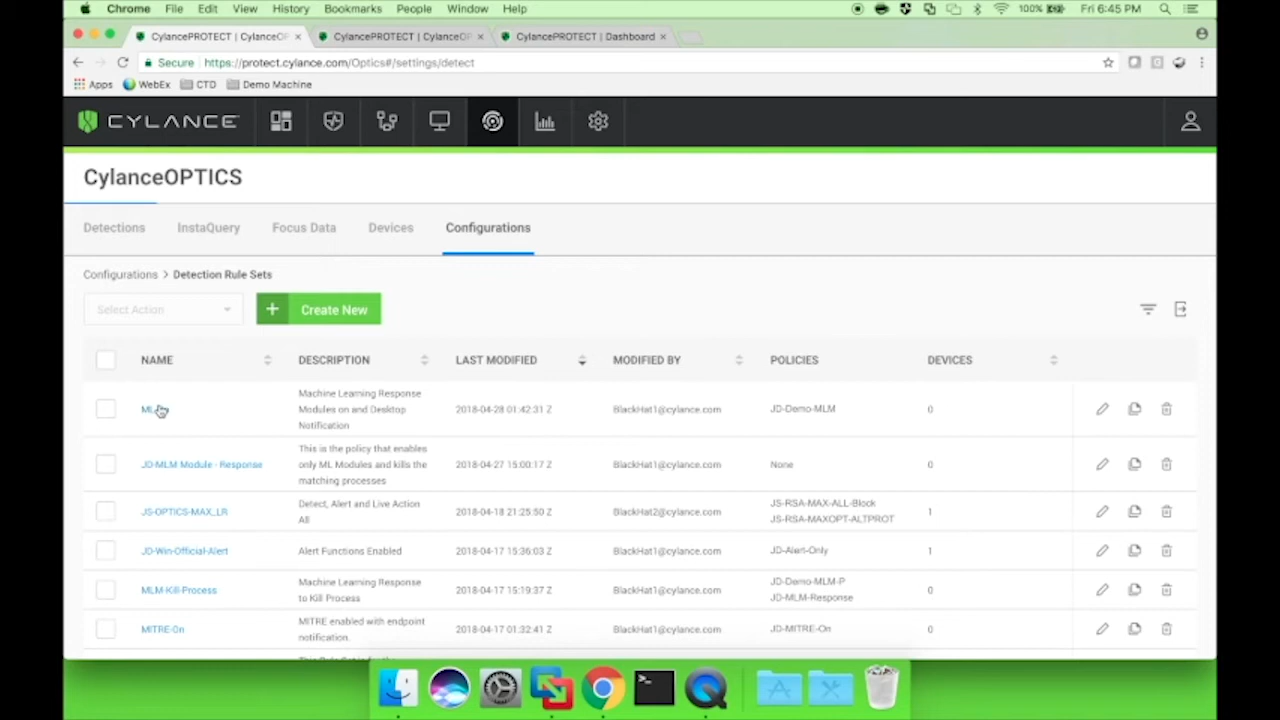 Chrome File Edit View History Bookmarks People Window Help 100% Fri 6:45 PM
CylancePROTECT | CylanceOP CylancePROTECT | CylanceOP CylancePROTECT | Dashboard
Secure https://protect.cylance.com/Optics#/settings/detect
Apps WebEx CTD Demo Machine
CYLANCE
CylanceOPTICS
Detections InstaQuery Focus Data Devices Configurations
Configurations > Detection Rule Sets
Select Action + Create New
NAME DESCRIPTION LAST MODIFIED MODIFIED BY POLICIES DEVICES
Machine Learning Response
Modules on and Desktop
Notification
2018-04-28 01:42:31 Z BlackHat1@cylance.com JD-Demo-MLM 0
JD-MLM Module - Response
This is the policy that enables
only ML Modules and kills the
matching processes
2018-04-27 15:00:17 Z BlackHat1@cylance.com None 0
JS-OPTICS-MAX_LR
Detect, Alert and Live Action
All
2018-04-18 21:25:50 Z BlackHat2@cylance.com
JS-RSA-MAX-ALL-Block
JS-RSA-MAXOPT-ALTPROT
1
JD-Win-Official-Alert Alert Functions Enabled 2018-04-17 15:36:03 Z BlackHat1@cylance.com JD-Alert-Only 1
MLM-Kill-Process
Machine Learning Response
to Kill Process
2018-04-17 15:19:37 Z BlackHat1@cylance.com
JD-Demo-MLM-P
JD-MLM-Response
0
MITRE-On
MITRE enabled with endpoint
notification.
2018-04-17 01:32:41 Z BlackHat1@cylance.com JD-MITRE-On 0